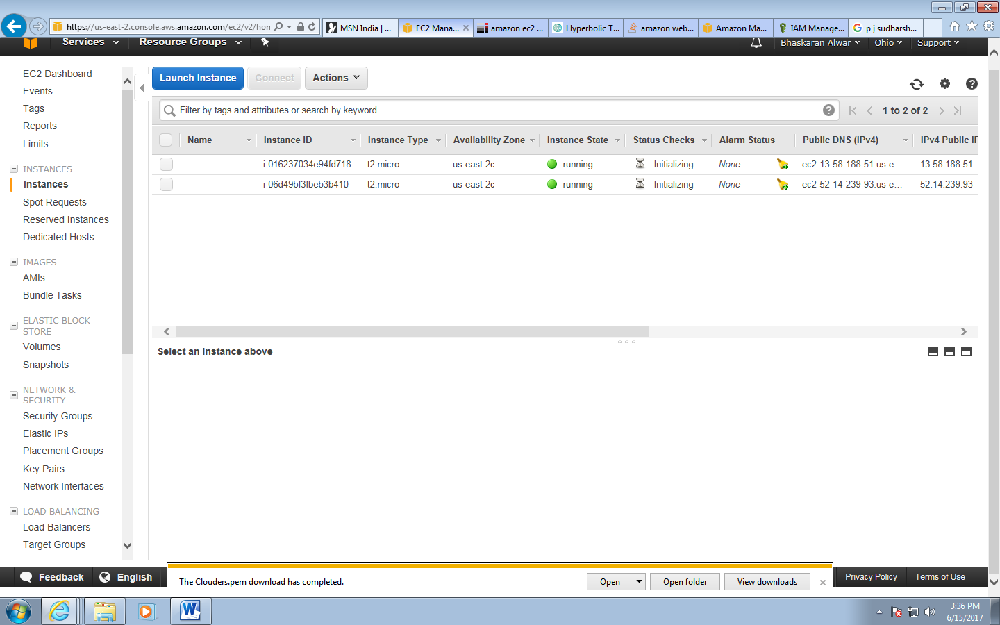 https://us-east-2.console.aws.amazon.com/ec2/v2/hon
MSN India | ...
EC2 Mana...
amazon ec2 ...
Hyperbolic T...
amazon web...
Amazon Ma...
IAM Manage...
p j sudharsh...
Services
Resource Groups
Bhaskaran Alwar
Ohio
Support
EC2 Dashboard
Events
Tags
Reports
Limits
INSTANCES
Instances
Spot Requests
Reserved Instances
Dedicated Hosts
IMAGES
AMIs
Bundle Tasks
ELASTIC BLOCK
STORE
Volumes
Snapshots
NETWORK &
SECURITY
Security Groups
Elastic IPs
Placement Groups
Key Pairs
Network Interfaces
LOAD BALANCING
Load Balancers
Target Groups
Launch Instance
Connect
Actions
Filter by tags and attributes or search by keyword
1 to 2 of 2
Name Instance ID Instance Type Availability Zone Instance State Status Checks Alarm Status Public DNS (IPv4) IPv4 Public IP
i-016237034e94fd718 t2.micro us-east-2c running Initializing None ec2-13-58-188-51.us-e... 13.58.188.51
i-06d49bf3fbeb3b410 t2.micro us-east-2c running Initializing None ec2-52-14-239-93.us-e... 52.14.239.93
Select an instance above
Feedback
English
The Clouders.pem download has completed.
Open
Open folder
View downloads
Privacy Policy
Terms of Use
3:36 PM
6/15/2017